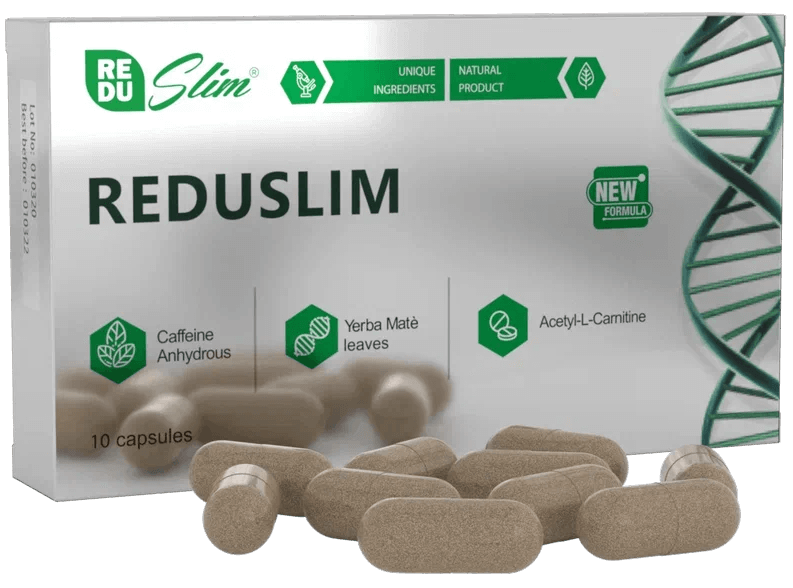 RE
DU
Slim®
UNIQUE
INGREDIENTS
NATURAL
PRODUCT
Lot No: 010320
Best before : 010322
REDUSLIM
NEW
FORMULA
Caffeine
Anhydrous
Yerba Matè
leaves
Acetyl-L-Carnitine
10 capsules